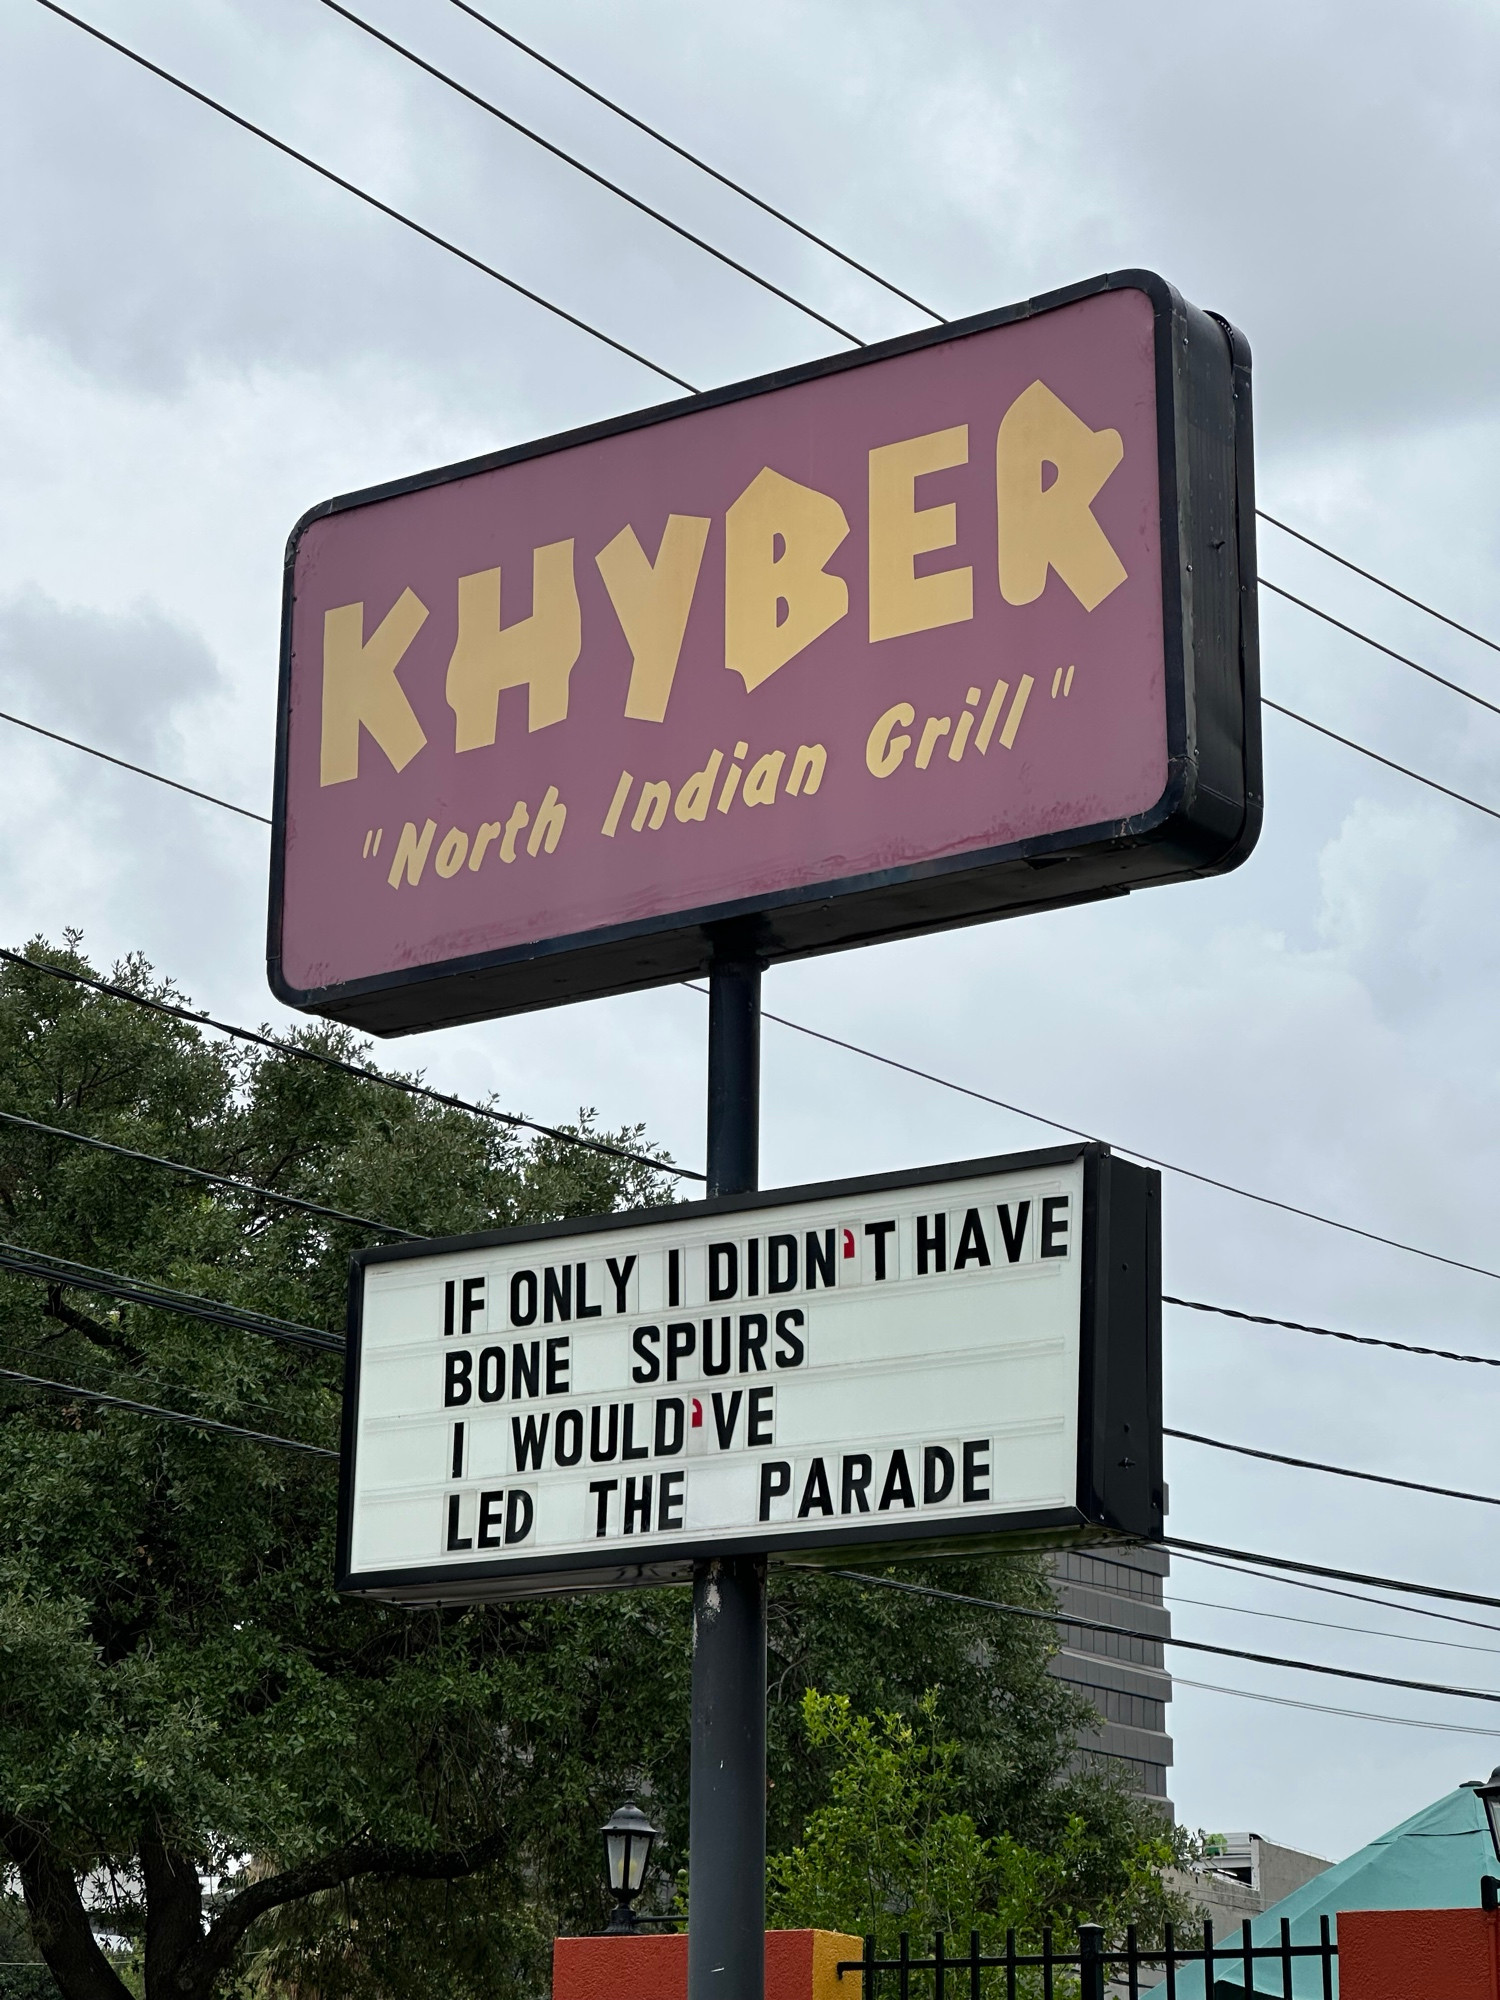 KHYBER
"North Indian Grill"
IF ONLY I DIDN'T HAVE
BONE SPURS
I WOULD'VE
LED THE PARADE